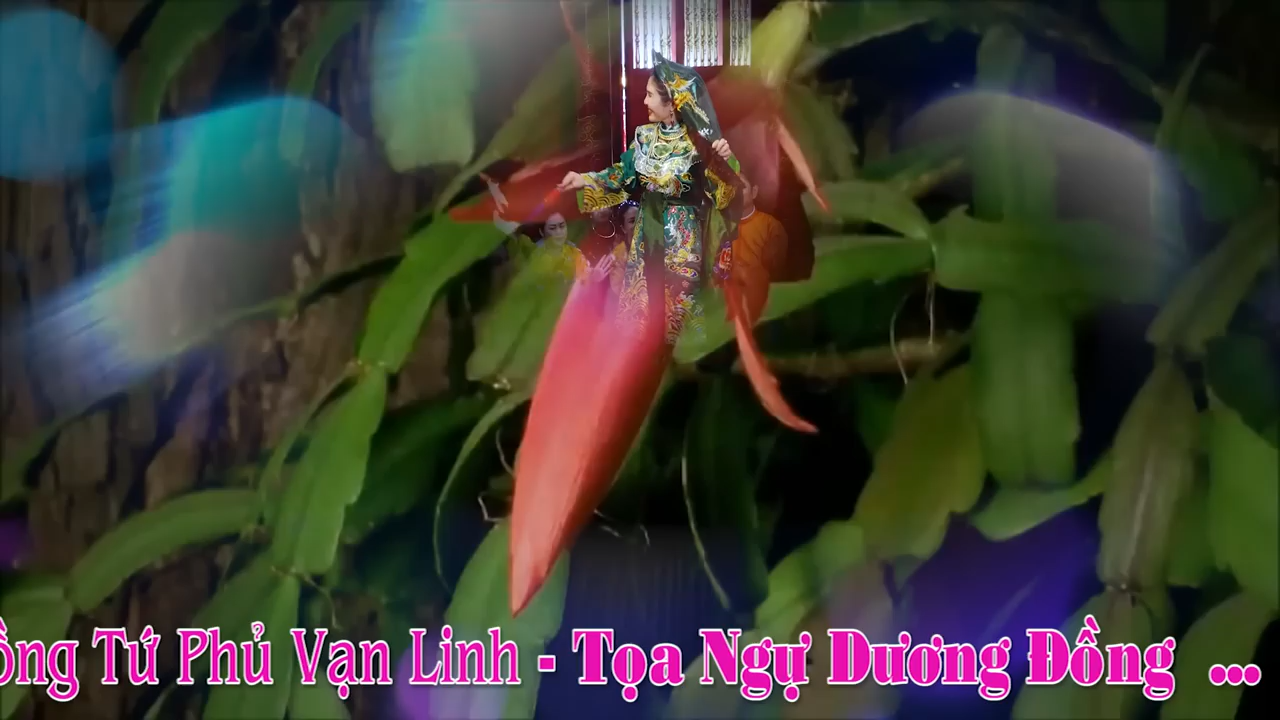 ồng Tứ Phủ Vạn Linh - Tọa Ngự Dương Đồng ...